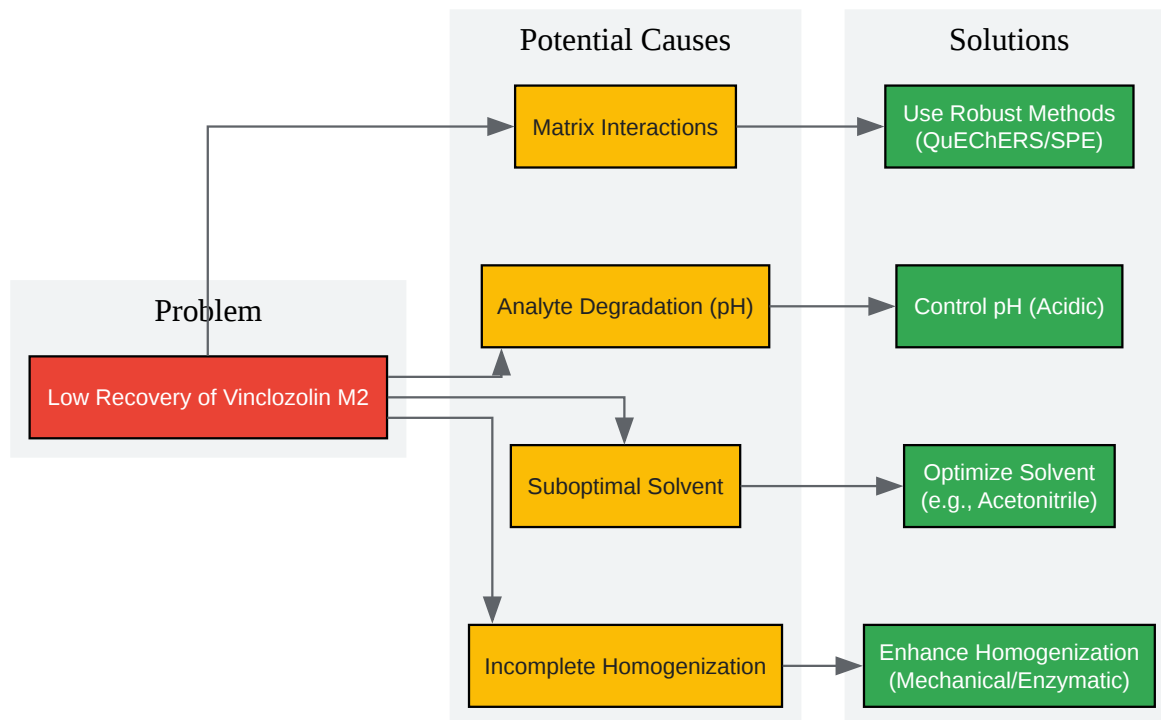 Potential Causes
Solutions
Matrix Interactions
Use Robust Methods
(QuEChERS/SPE)
Problem
Analyte Degradation (pH)
Control pH (Acidic)
Low Recovery of Vinclozolin M2
Suboptimal Solvent
Optimize Solvent
(e.g., Acetonitrile)
Incomplete Homogenization
Enhance Homogenization
(Mechanical/Enzymatic)